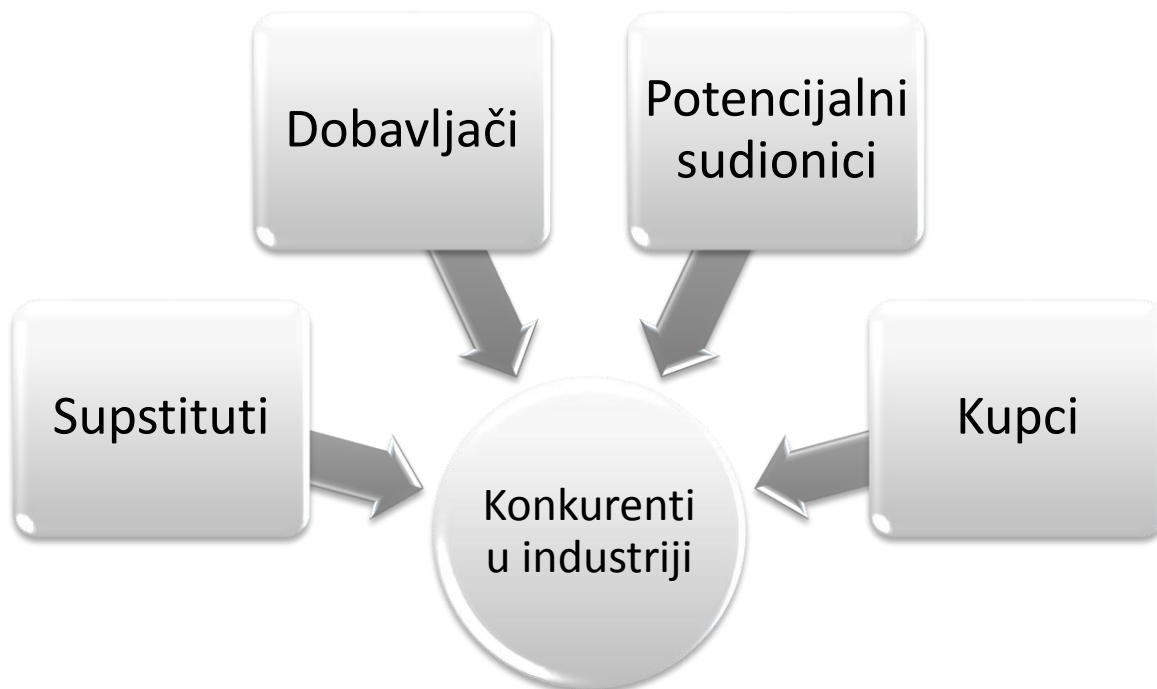 Dobavljači
Potencijalni
sudionici
Supstituti
Kupci
Konkurenti
u industriji